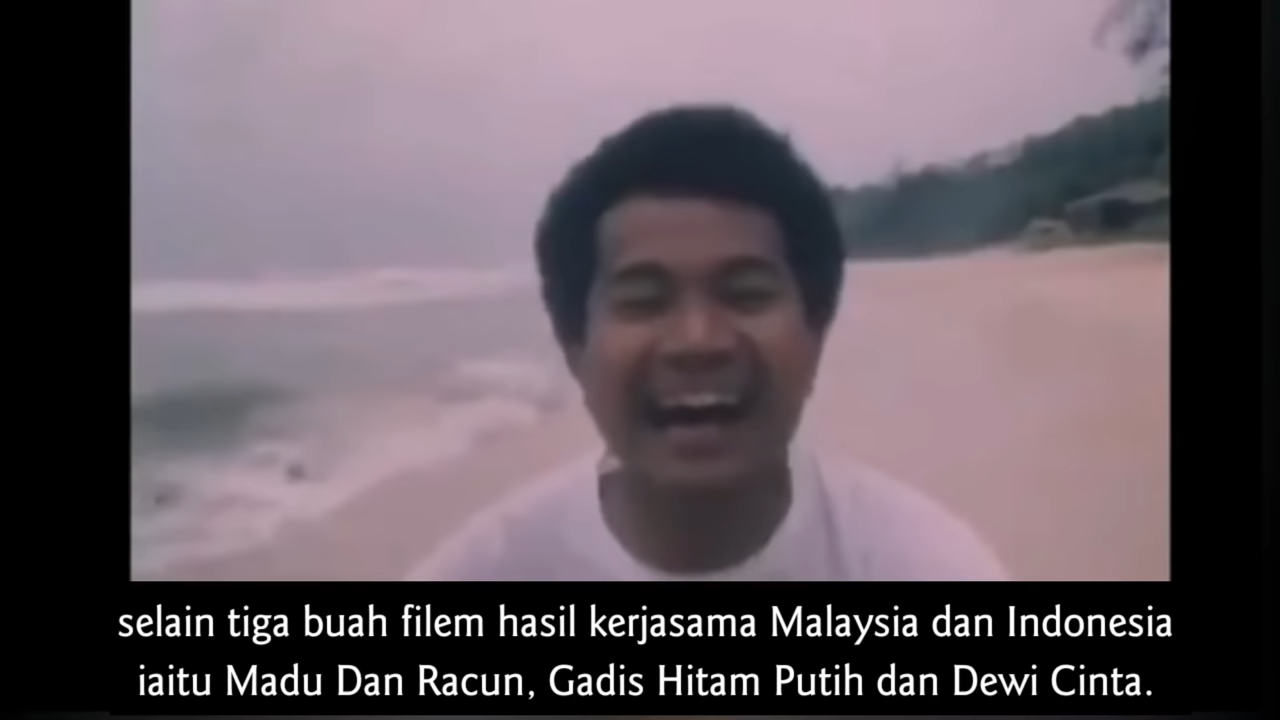 selain tiga buah filem hasil kerjasama Malaysia dan Indonesia
iaitu Madu Dan Racun, Gadis Hitam Putih dan Dewi Cinta.